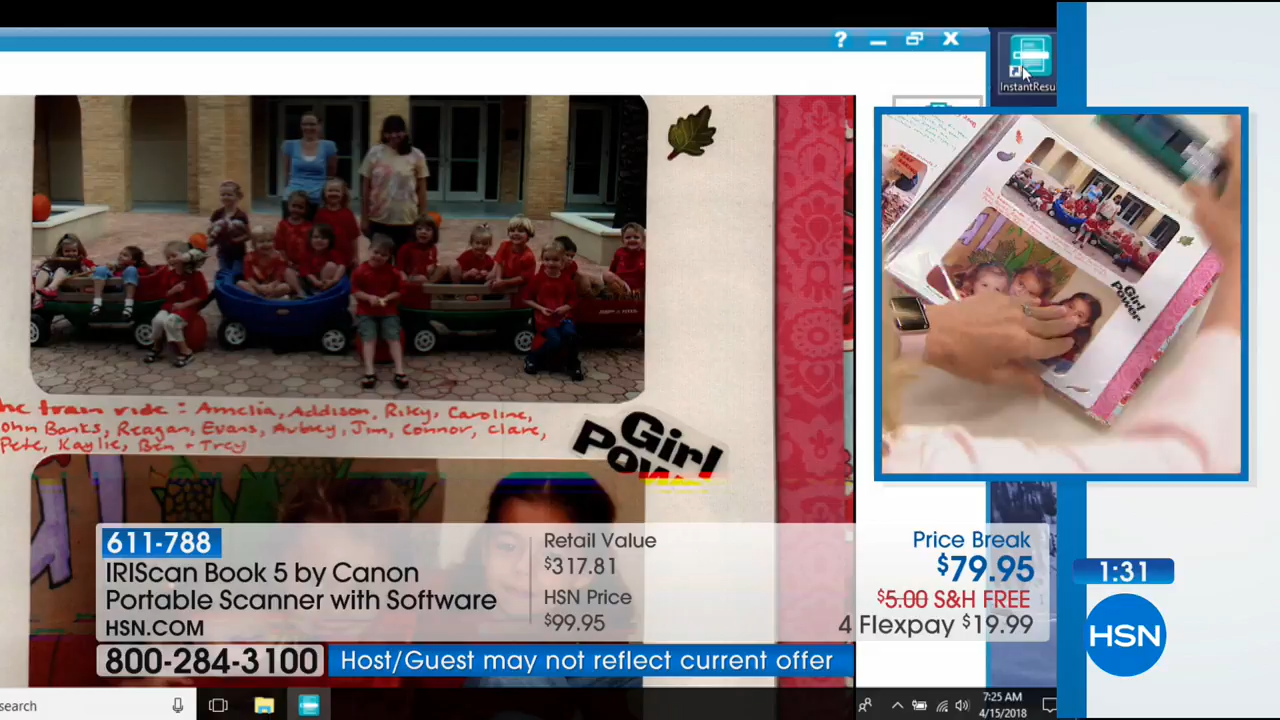 InstantResu
he train ride : Amelia, Addison, Riley, Caroline,
ohn Banks, Reagan, Evans, Aubrey, Jim, Connor, Clare,
Pete, Kaylie, Ben + Trey
Girl
Power
Girl
Pow
611-788
IRIScan Book 5 by Canon
Portable Scanner with Software
HSN.COM
Retail Value
$317.81
HSN Price
$99.95
Price Break
$79.95
$5.00 S&H FREE
4 Flexpay $19.99
1:31
HSN
800-284-3100
Host/Guest may not reflect current offer
search
7:25 AM
4/15/2018